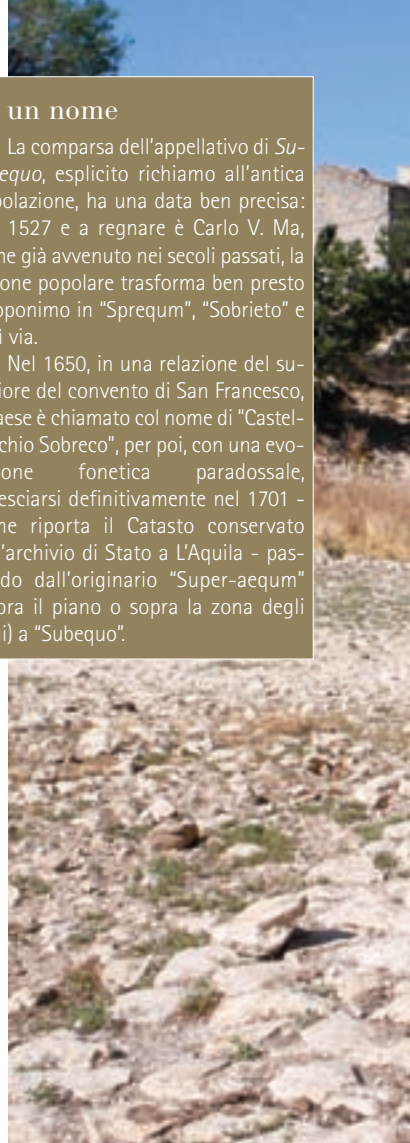 un nome
La comparsa dell'appellativo di Su-
equo, esplicito richiamo all'antica
polazione, ha una data ben precisa:
1527 e a regnare è Carlo V. Ma,
me già avvenuto nei secoli passati, la
ione popolare trasforma ben presto
oponimo in "Sprequm", "Sobrieto" e
ì via.
Nel 1650, in una relazione del su-
iore del convento di San Francesco,
aese è chiamato col nome di "Castel-
chio Sobreco", per poi, con una evo-
one fonetica paradossale,
esciarsi definitivamente nel 1701 -
me riporta il Catasto conservato
l'archivio di Stato a L'Aquila - pas-
do dall'originario "Super-aequm"
pra il piano o sopra la zona degli
i) a "Subequo".